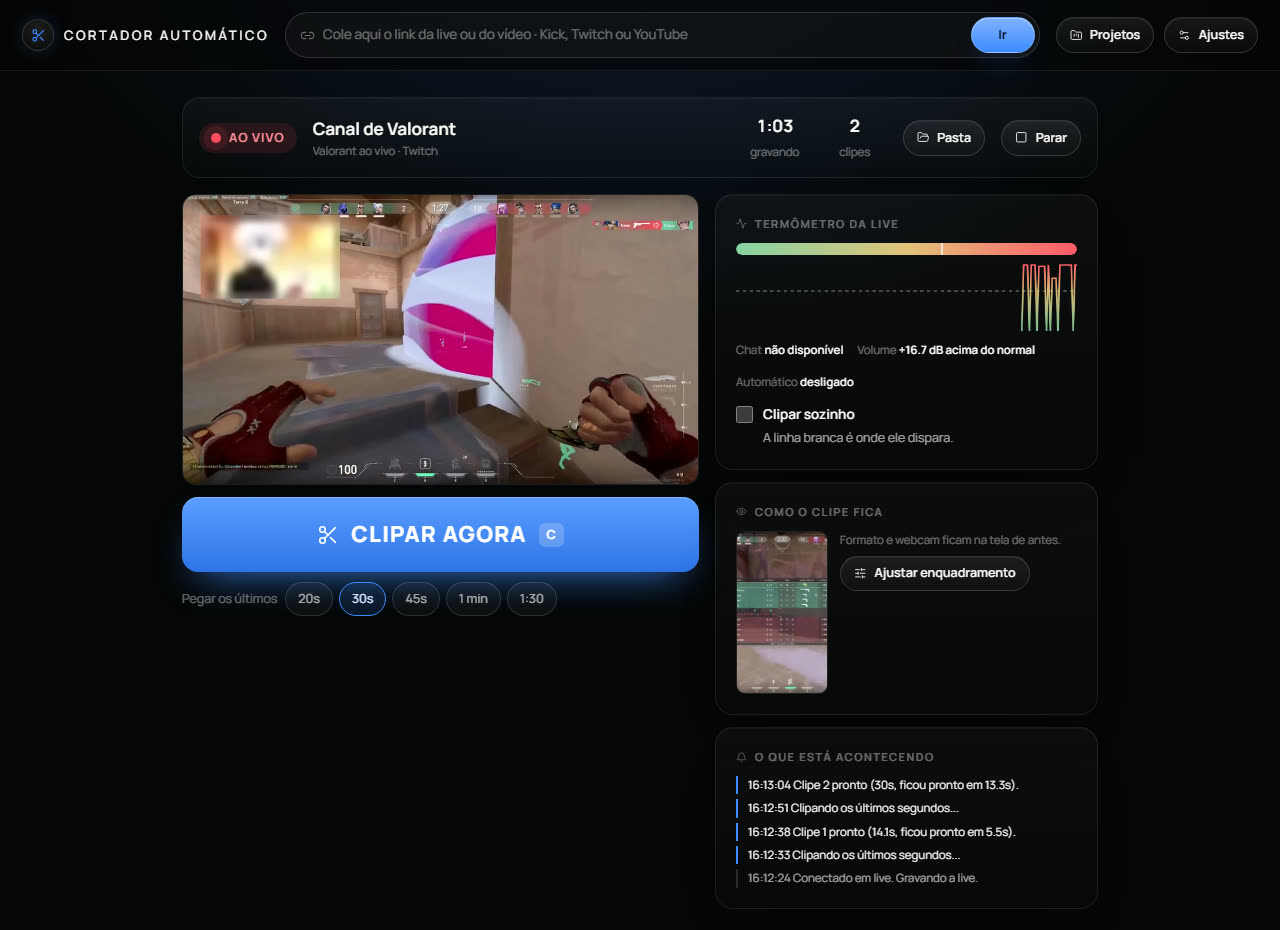 CORTADOR AUTOMÁTICO
Cole aqui o link da live ou do vídeo · Kick, Twitch ou YouTube
Ir
Projetos
Ajustes
AO VIVO
Canal de Valorant
Valorant ao vivo · Twitch
1:03
gravando
2
clipes
Pasta
Parar
2
1:27
10
100
CLIPAR AGORA
C
Pegar os últimos
20s
30s
45s
1 min
1:30
TERMÔMETRO DA LIVE
Chat não disponível
Volume +16.7 dB acima do normal
Automático desligado
Clipar sozinho
A linha branca é onde ele dispara.
COMO O CLIPE FICA
Formato e webcam ficam na tela de antes.
Ajustar enquadramento
O QUE ESTÁ ACONTECENDO
16:13:04 Clipe 2 pronto (30s, ficou pronto em 13.3s).
16:12:51 Clipando os últimos segundos...
16:12:38 Clipe 1 pronto (14.1s, ficou pronto em 5.5s).
16:12:33 Clipando os últimos segundos...
16:12:24 Conectado em live. Gravando a live.